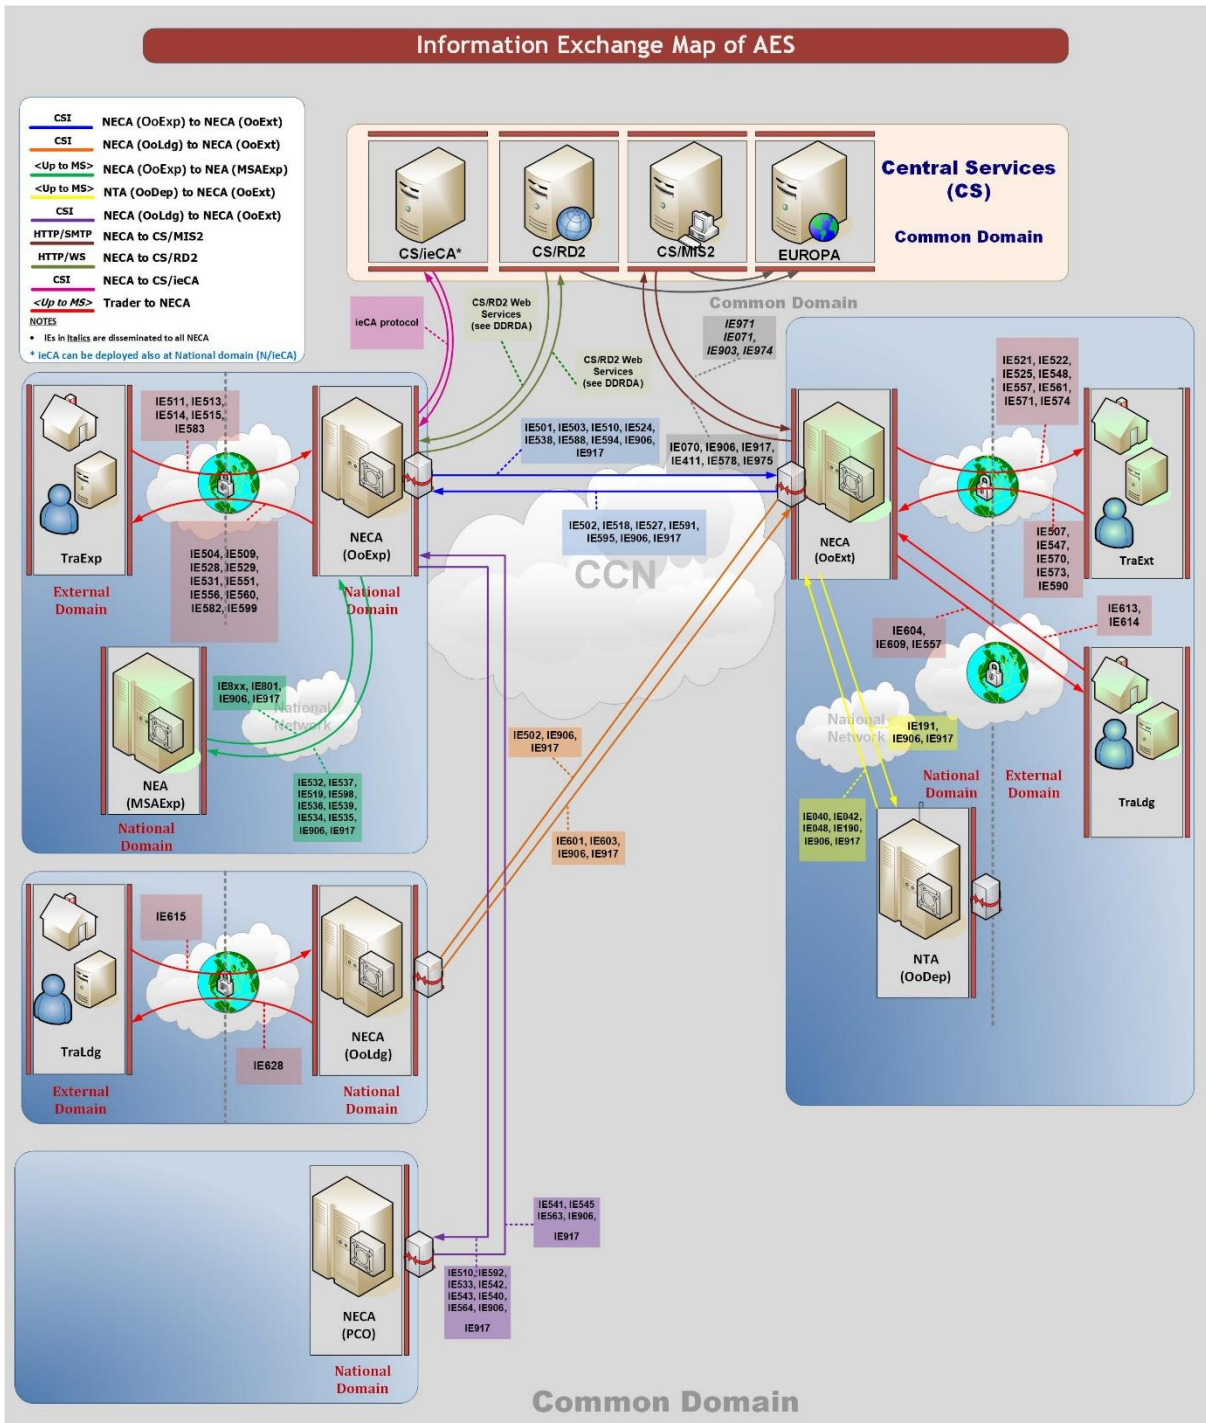 Information Exchange Map of AES
CSI NECA (OoExp) to NECA (OoExt)
CSI NECA (OoLdg) to NECA (OoExt)
<Up to MS> NECA (OoExp) to NEA (MSAExp)
<Up to MS> NTA (OoDep) to NECA (OoExt)
CSI NECA (OoLdg) to NECA (OoExt)
HTTP/SMTP NECA to CS/MIS2
HTTP/WS NECA to CS/RD2
CSI NECA to CS/ieCA
<Up to MS> Trader to NECA
NOTES
• IEs in Italics are disseminated to all NECA
* ieCA can be deployed also at National domain (N/ieCA)
CS/ieCA*
CS/RD2
CS/MIS2
EUROPA
Central Services
(CS)
Common Domain
ieCA protocol
CS/RD2 Web
Services
(see DDRDA)
CS/RD2 Web
Services
(see DDRDA)
Common Domain
IE971
IE071,
IE903, IE974
IE070, IE906, IE917,
IE411, IE578, IE975
IE511, IE513,
IE514, IE515,
IE583
TraExp
External
Domain
IE504, IE509,
IE528, IE529,
IE531, IE551,
IE556, IE560,
IE582, IE599
NECA
(OoExp)
National
Domain
IE501, IE503, IE510, IE524,
IE538, IE588, IE594, IE906,
IE917
IE502, IE518, IE527, IE591,
IE595, IE906, IE917
CCN
NECA
(OoExt)
IE521, IE522,
IE525, IE548,
IE557, IE561,
IE571, IE574
IE507,
IE547,
IE570,
IE573,
IE590
TraExt
IE604,
IE609, IE557
IE613,
IE614
TraLdg
National
Domain
External
Domain
National
Network
IE191,
IE906, IE917
IE040, IE042,
IE048, IE190,
IE906, IE917
NTA
(OoDep)
NEA
(MSAExp)
National
Domain
IE8xx, IE801,
IE906, IE917
National
Network
IE532, IE537,
IE519, IE598,
IE536, IE539,
IE534, IE535,
IE906, IE917
IE502, IE906,
IE917
IE601, IE603,
IE906, IE917
IE615
IE628
TraLdg
External
Domain
NECA
(OoLdg)
National
Domain
IE541, IE545
IE563, IE906,
IE917
IE510, IE592,
IE533, IE542,
IE543, IE540,
IE564, IE906,
IE917
NECA
(PCO)
National
Domain
Common Domain